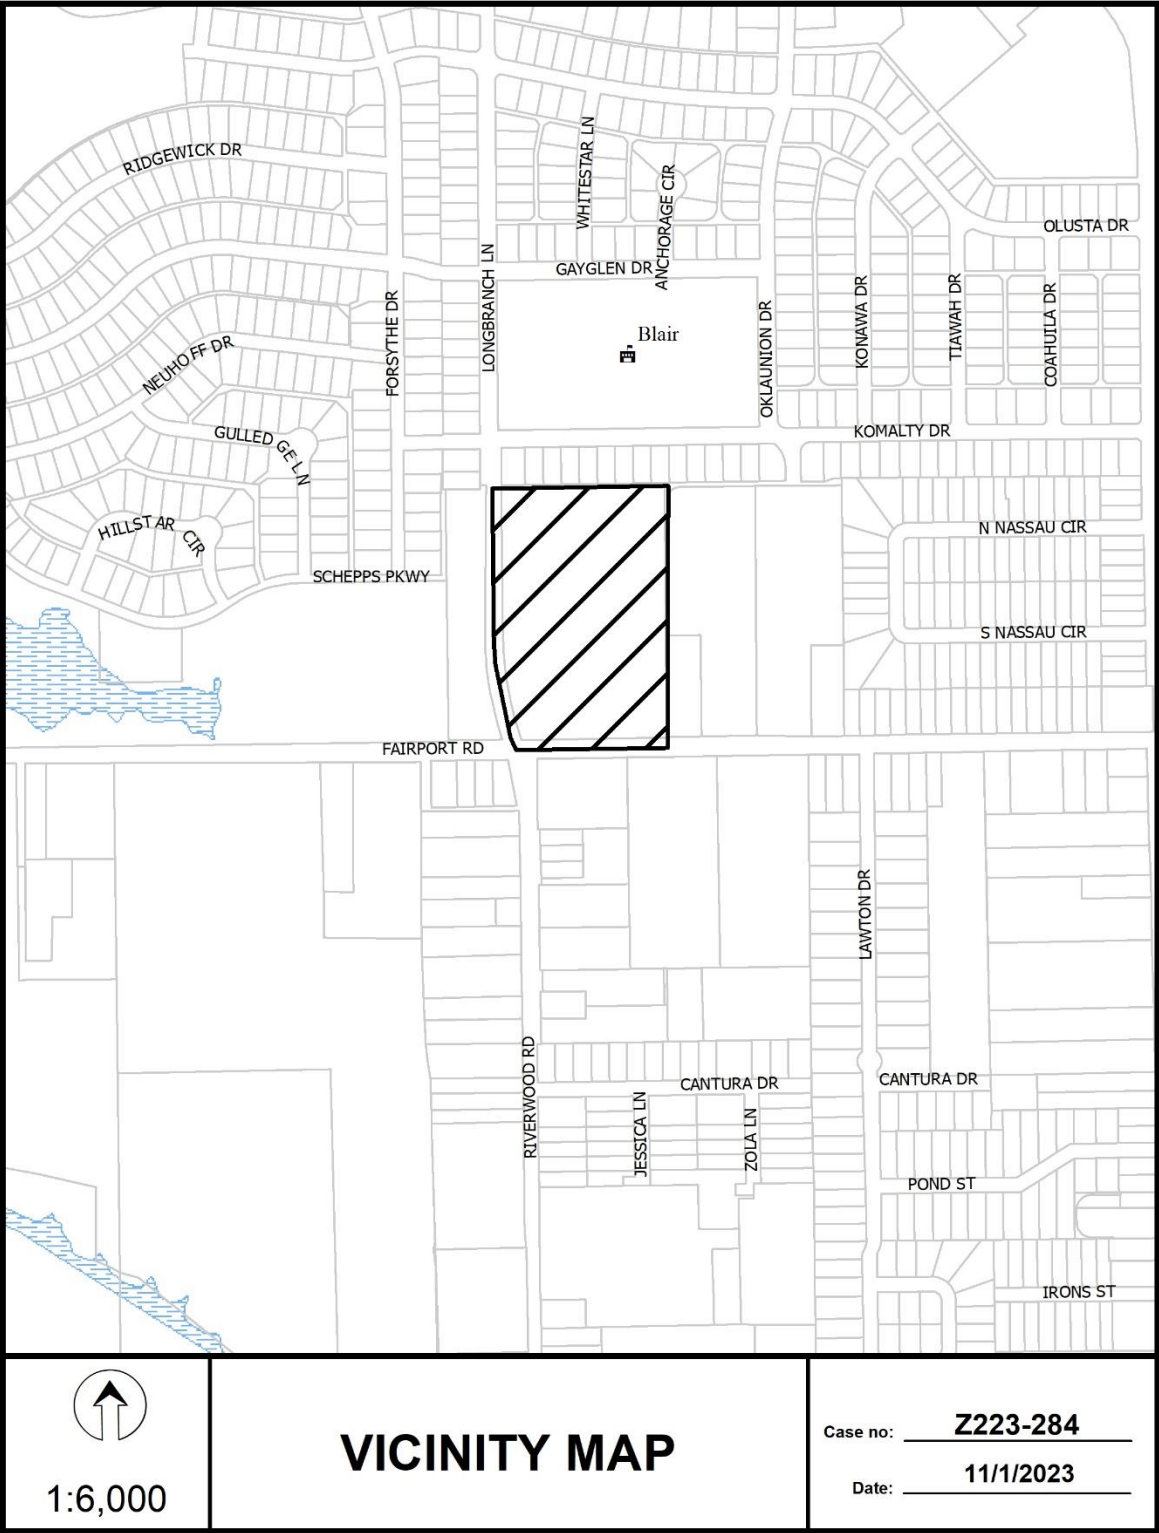 RIDGEWICK DR
WHITESTAR LN
ANCHORAGE CIR
OLUSTA DR
GAYGLEN DR
LONGBRANCH LN
FORSYTHE DR
Blair
OKLAUNION DR
KONAWA DR
TIAWAH DR
COAHUILA DR
NEUHOFF DR
GULLEDGE LN
KOMALTY DR
HILLSTAR CIR
N NASSAU CIR
SCHEPPS PKWY
S NASSAU CIR
FAIRPORT RD
LAWTON DR
RIVERWOOD RD
CANTURA DR
CANTURA DR
JESSICA LN
ZOLA LN
POND ST
IRONS ST
1:6,000
VICINITY MAP
Case no: Z223-284
Date: 11/1/2023